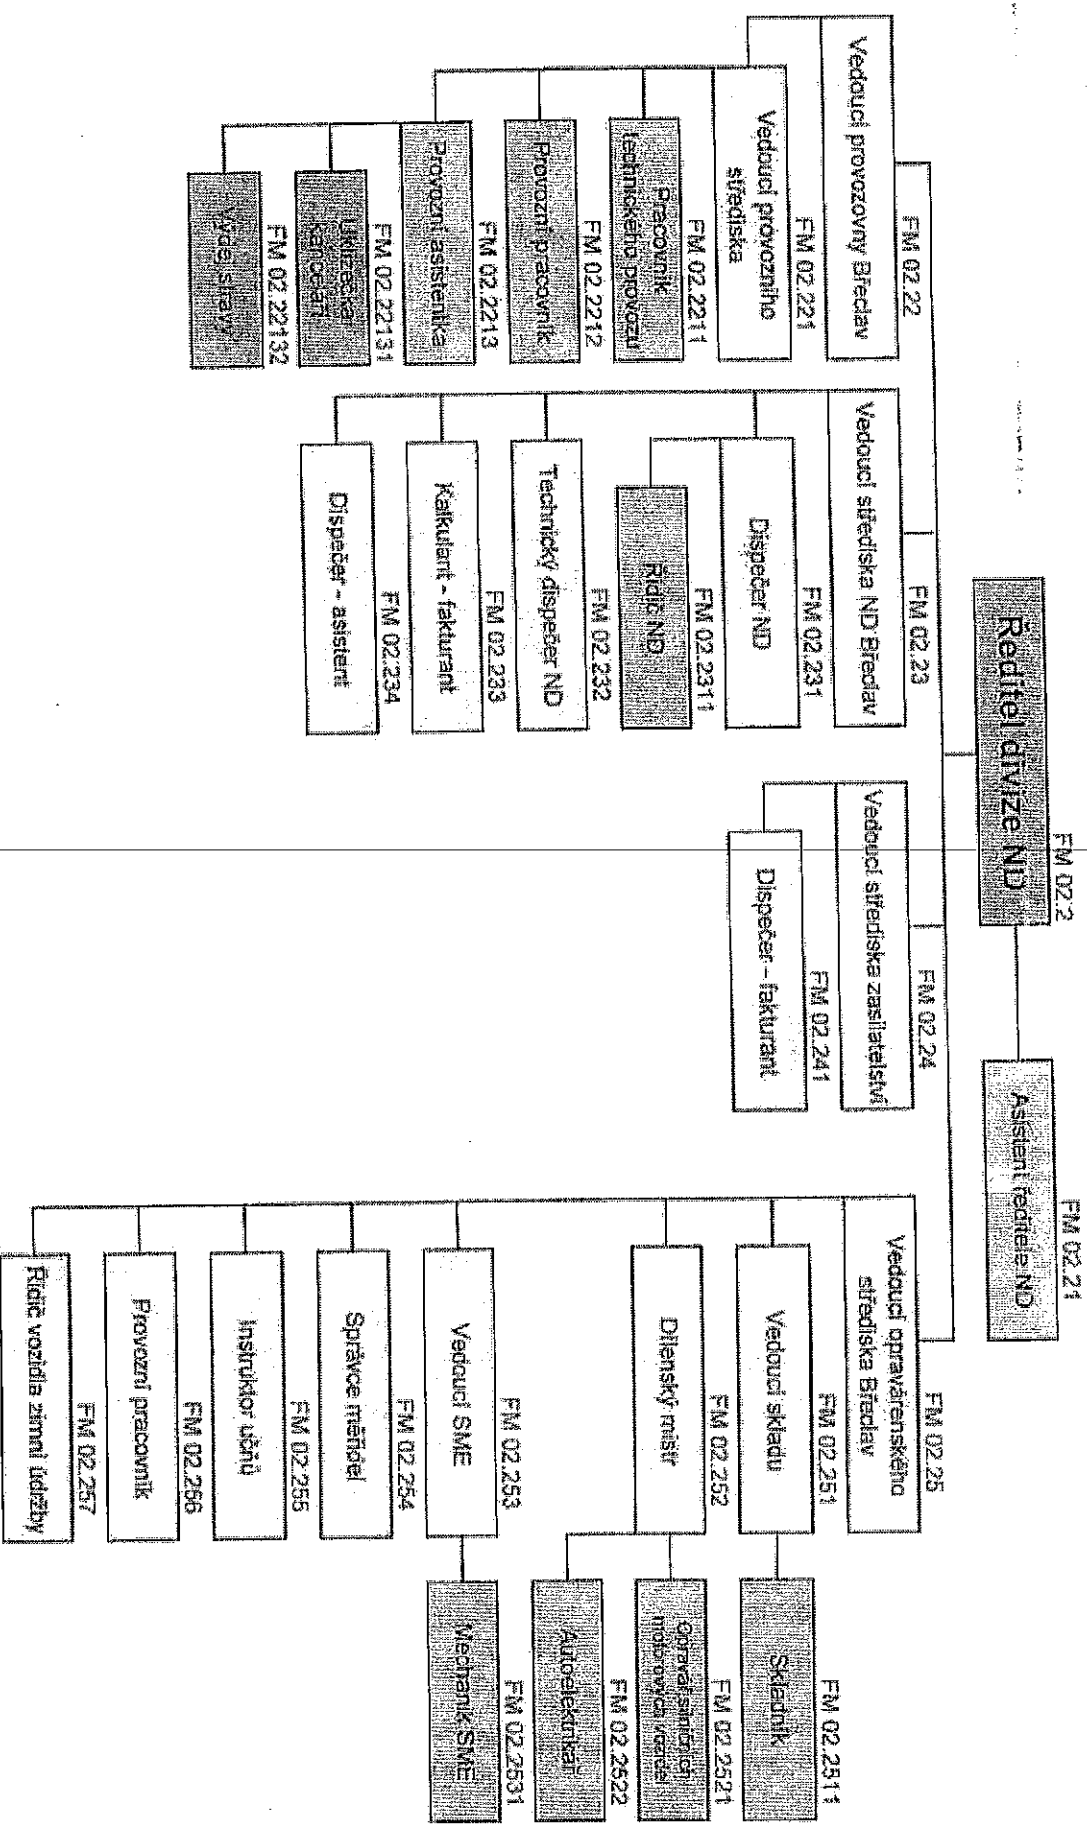 FM 02.2
Ředitel divize ND
FM 02.21
Asistent ředitele ND
FM 02.22
Vedoucí provozovny Břeclav
FM 02.221
Vedoucí provozního
střediska
FM 02.2211
Pracovník
technického provozu
FM 02.2212
Provozní pracovník
FM 02.2213
Provozní asistentka
FM 02.22131
Uklízečka
kanceláří
FM 02.22132
FM 02.23
Vedoucí střediska ND Břeclav
FM 02.231
Dispečer ND
FM 02.2311
Řidič ND
FM 02.232
Technický dispečer ND
FM 02.233
Kalkulant - fakturant
FM 02.234
Dispečer - asistent
FM 02.24
Vedoucí střediska zasilatelství
FM 02.241
Dispečer - fakturant
FM 02.25
Vedoucí opravárenského
střediska Břeclav
FM 02.251
Vedoucí skladu
FM 02.2511
Skladník
FM 02.252
Dílenský mistr
FM 02.2521
Opravář silničních
motorových vozidel
FM 02.2522
Autoelektrikář
FM 02.253
Vedoucí SME
FM 02.2531
Mechanik SME
FM 02.254
Správce měřidel
FM 02.255
Instruktor učňů
FM 02.256
Provozní pracovník
FM 02.257
Řidič vozidla zimní údržby